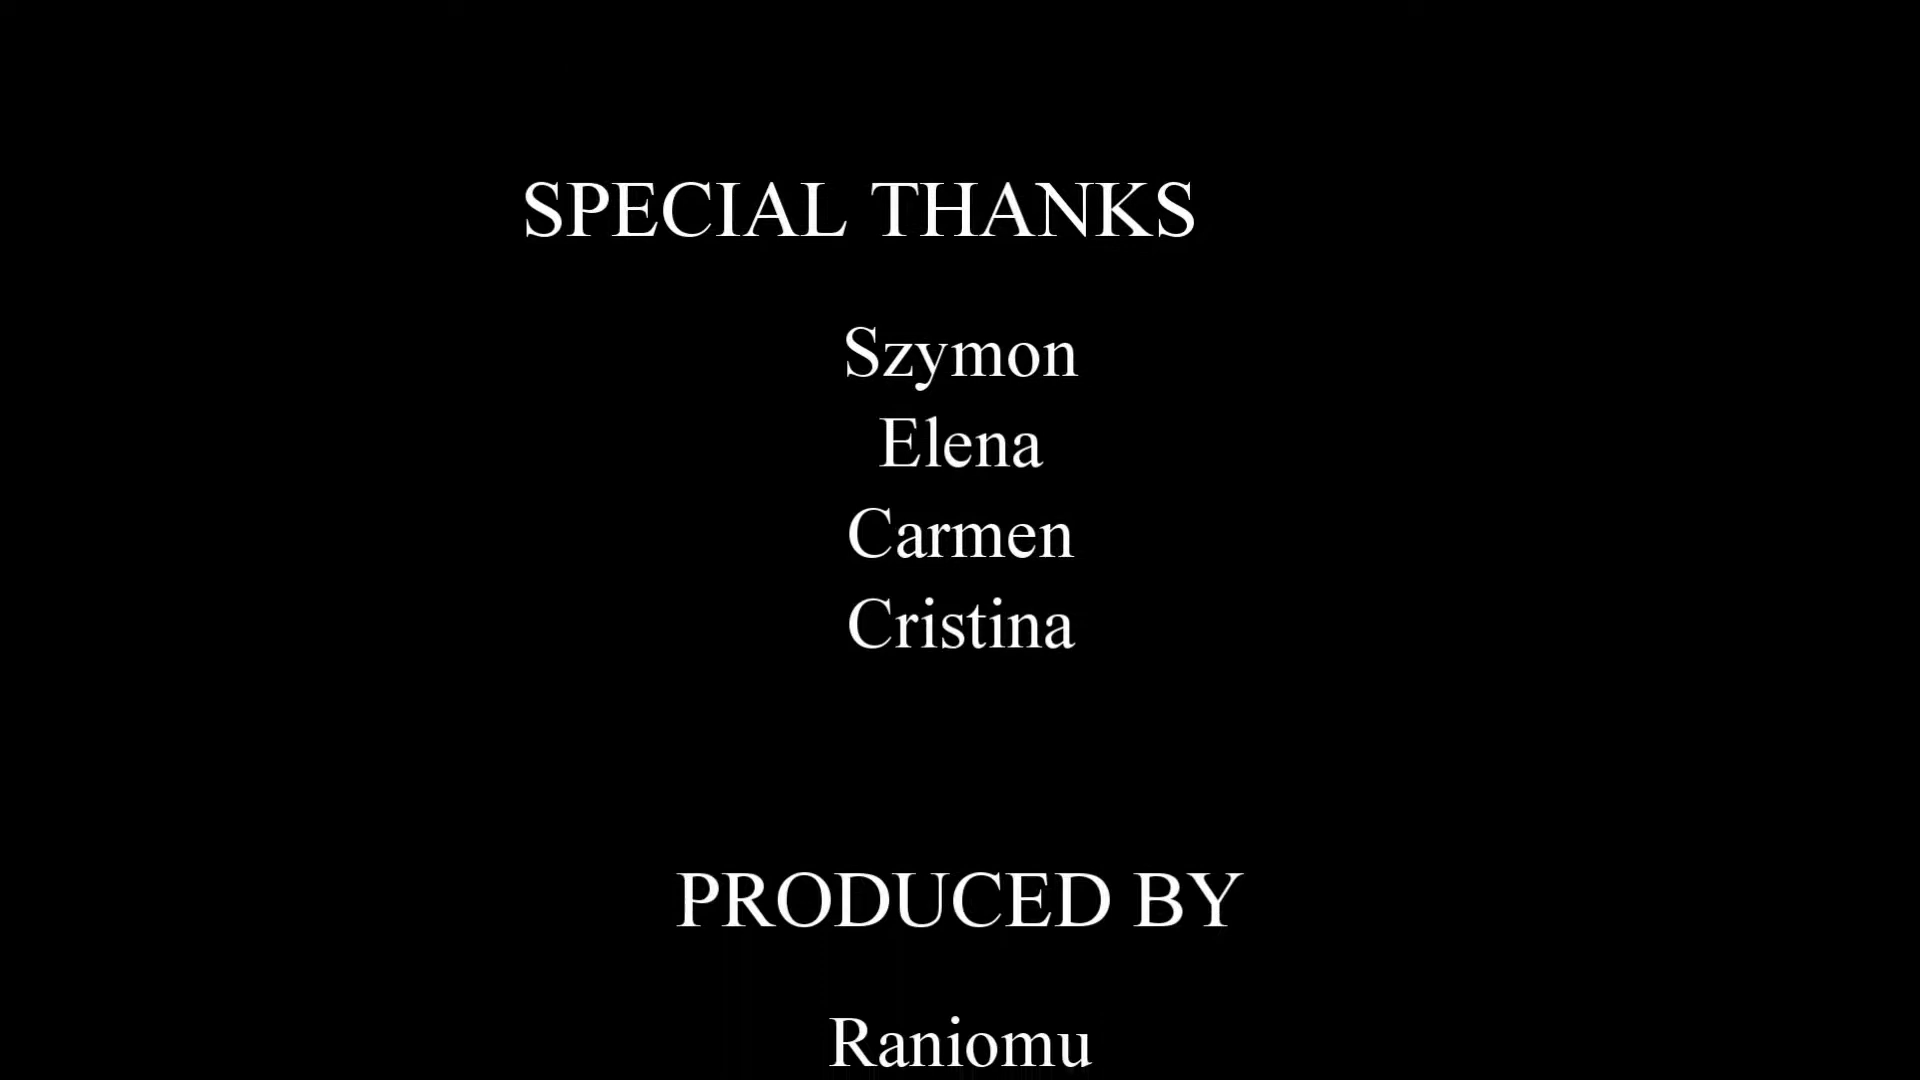 SPECIAL THANKS
Szymon
Elena
Carmen
Cristina
PRODUCED BY
Raniomu